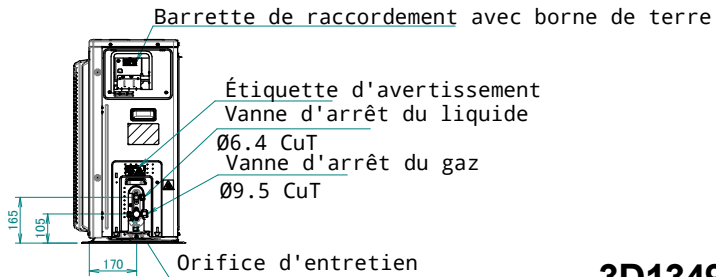 Barrette de raccordement avec borne de terre
Étiquette d'avertissement
Vanne d'arrêt du liquide
Ø6.4 CuT
Vanne d'arrêt du gaz
Ø9.5 CuT
165
105
170
Orifice d'entretien
3D1349